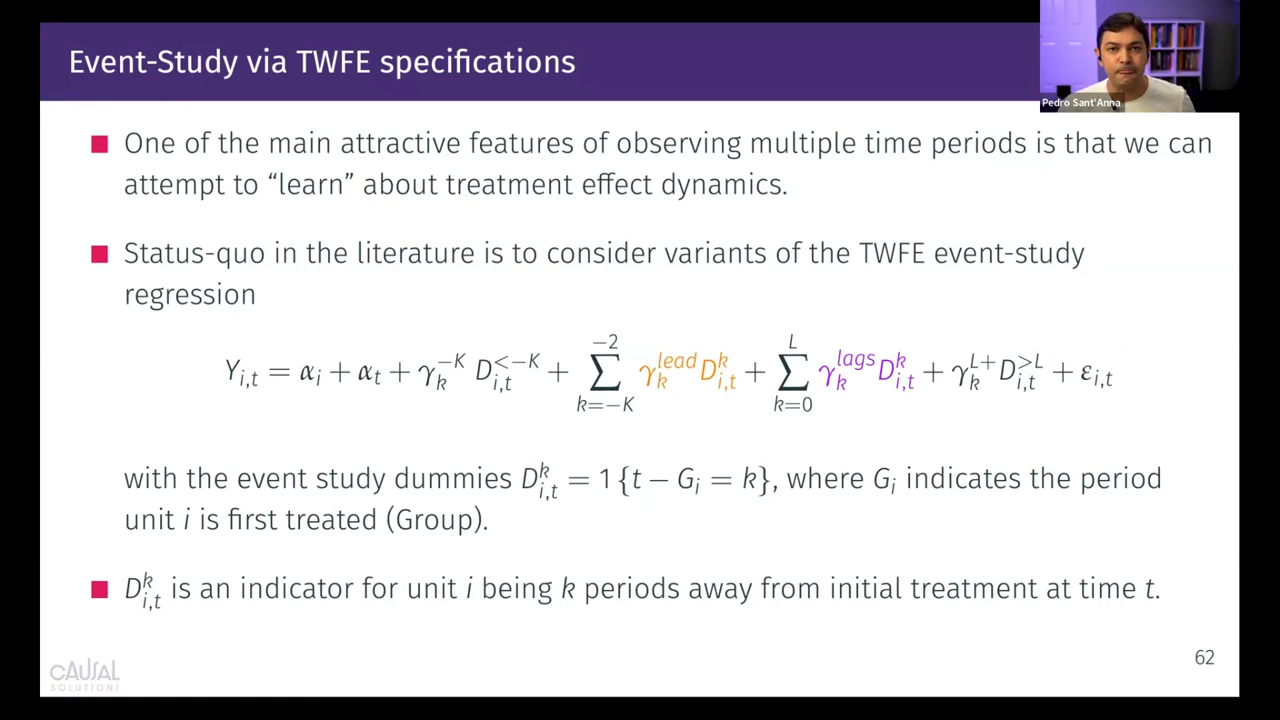 Event-Study via TWFE specifications
Pedro Sant'Anna
■ One of the main attractive features of observing multiple time periods is that we can
attempt to “learn” about treatment effect dynamics.
■ Status-quo in the literature is to consider variants of the TWFE event-study
regression
Y_{i,t} = α_i + α_t + γ_k^{−K} D_{i,t}^{<−K} + ∑_{k=−K}^{−2} γ_k^{lead} D_{i,t}^k + ∑_{k=0}^{L} γ_k^{lags} D_{i,t}^k + γ_k^{L+} D_{i,t}^{>L} + ε_{i,t}
with the event study dummies D_{i,t}^k = 1 {t − G_i = k}, where G_i indicates the period
unit i is first treated (Group).
■ D_{i,t}^k is an indicator for unit i being k periods away from initial treatment at time t.
CAUSAL
SOLUTIONS
62